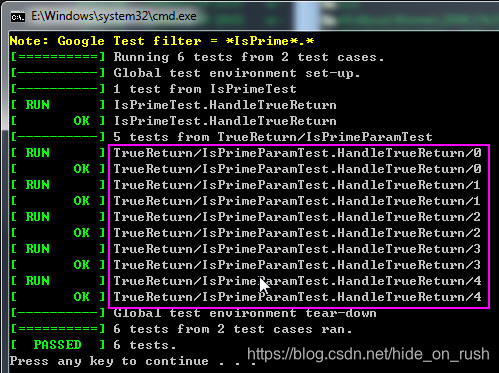 E:\Windows\system32\cmd.exe
Note: Google Test filter = *IsPrime*.*
[==========] Running 6 tests from 2 test cases.
[----------] Global test environment set-up.
[----------] 1 test from IsPrimeTest
[ RUN      ] IsPrimeTest.HandleTrueReturn
[       OK ] IsPrimeTest.HandleTrueReturn
[----------] 5 tests from TrueReturn/IsPrimeParamTest
[ RUN      ] TrueReturn/IsPrimeParamTest.HandleTrueReturn/0
[       OK ] TrueReturn/IsPrimeParamTest.HandleTrueReturn/0
[ RUN      ] TrueReturn/IsPrimeParamTest.HandleTrueReturn/1
[       OK ] TrueReturn/IsPrimeParamTest.HandleTrueReturn/1
[ RUN      ] TrueReturn/IsPrimeParamTest.HandleTrueReturn/2
[       OK ] TrueReturn/IsPrimeParamTest.HandleTrueReturn/2
[ RUN      ] TrueReturn/IsPrimeParamTest.HandleTrueReturn/3
[       OK ] TrueReturn/IsPrimeParamTest.HandleTrueReturn/3
[ RUN      ] TrueReturn/IsPrimeParamTest.HandleTrueReturn/4
[       OK ] TrueReturn/IsPrimeParamTest.HandleTrueReturn/4
[----------] Global test environment tear-down
[==========] 6 tests from 2 test cases ran.
[  PASSED  ] 6 tests.
Press any key to continue . . .
https://blog.csdn.net/hide_on_rush